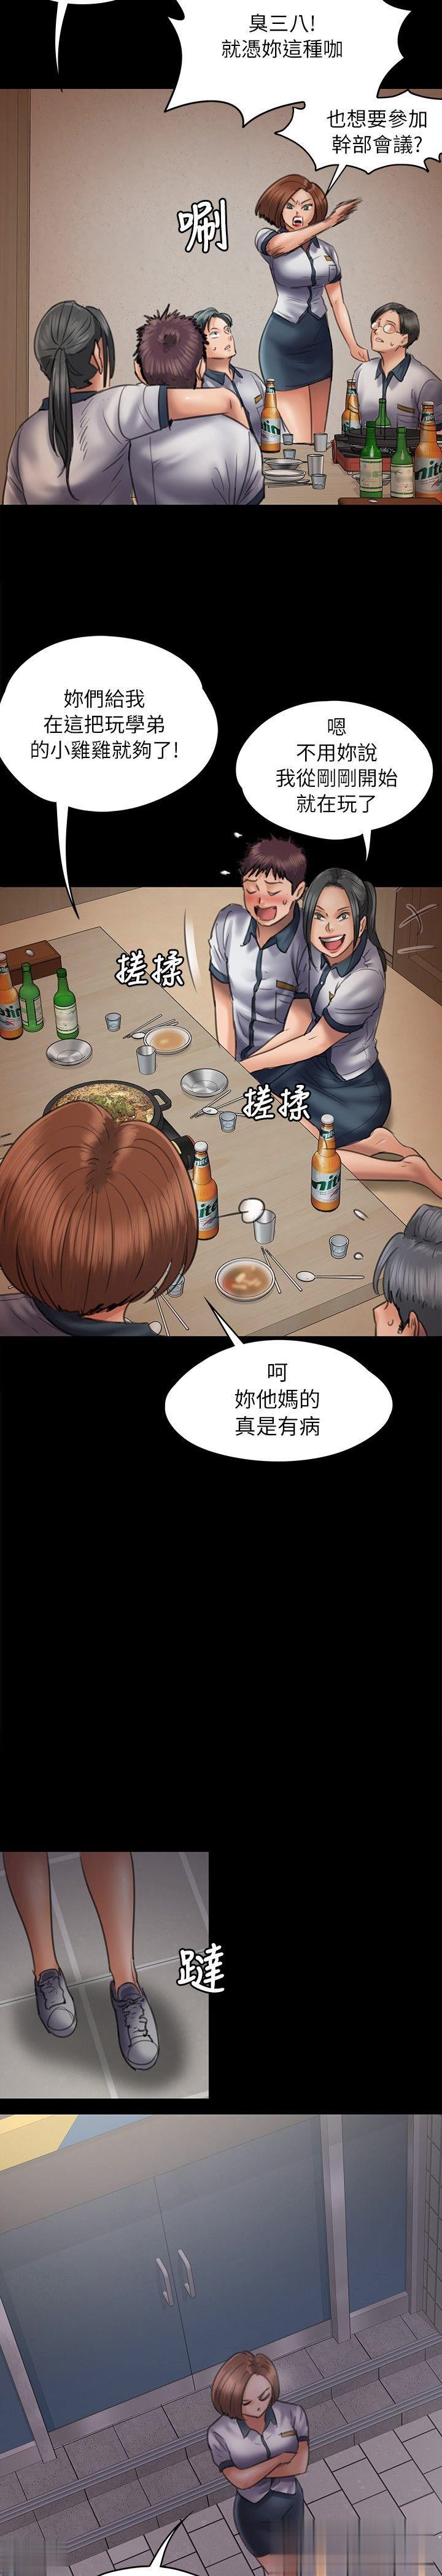 臭三八!
就憑妳這種咖
也想要參加
幹部會議?
唰
妳們給我
在這把玩學弟
的小雞雞就夠了!
嗯
不用妳說
我從剛剛開始
就在玩了
搓揉
搓揉
呵
妳他媽的
真是有病
躂